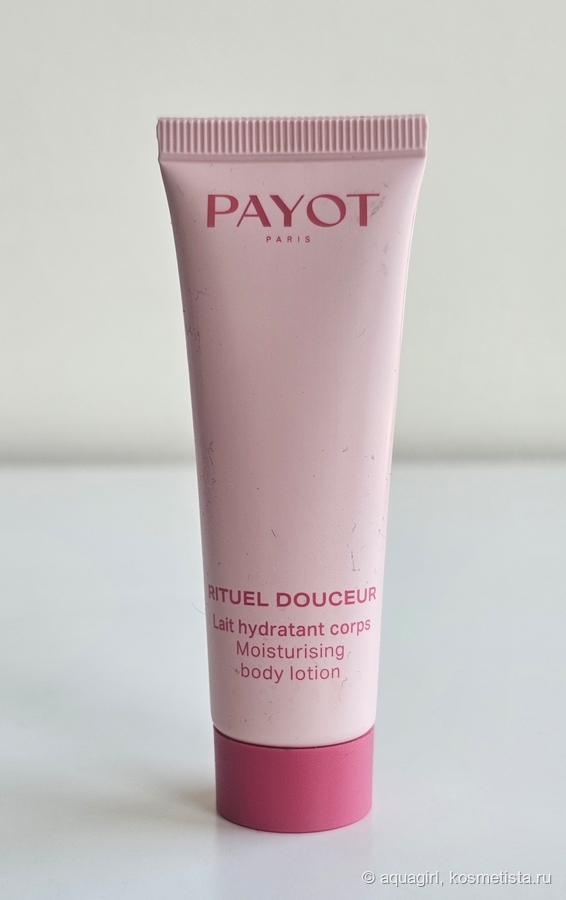 PAYOT
PARIS
RITUEL DOUCEUR
Lait hydratant corps
Moisturising
body lotion
© aquagirl, kosmetista.ru